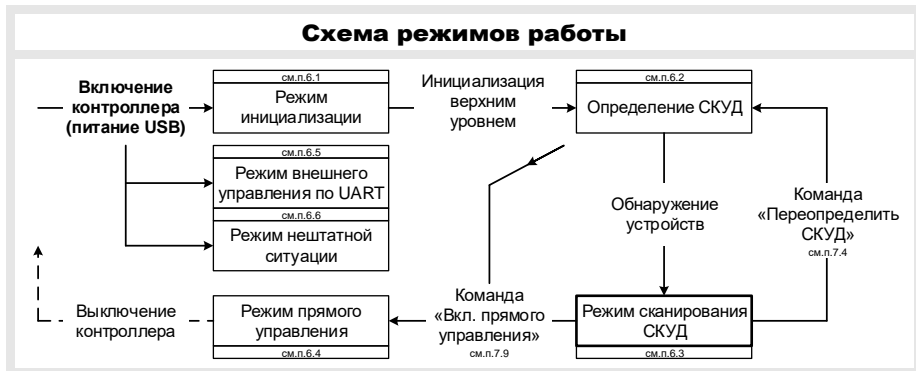 Схема режимов работы
Включение
контроллера
(питание USB)
см.п.6.1
Режим
инициализации
Инициализация
верхним
уровнем
см.п.6.2
Определение СКУД
см.п.6.5
Режим внешнего
управления по UART
см.п.6.6
Режим нештатной
ситуации
Обнаружение
устройств
Команда
«Переопределить
СКУД»
см.п.7.4
Выключение
контроллера
Режим прямого
управления
см.п.6.4
Команда
«Вкл. прямого
управления»
см.п.7.9
Режим сканирования
СКУД
см.п.6.3